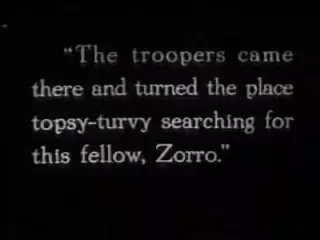 "The troopers came
there and turned the place
topsy-turvy searching for
this fellow, Zorro."